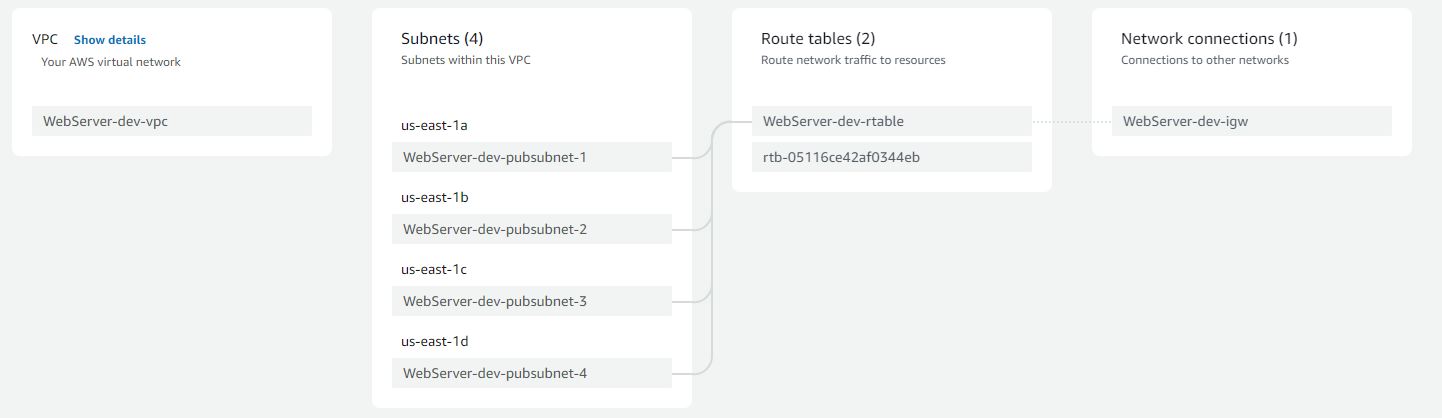 VPC Show details
Your AWS virtual network
WebServer-dev-vpc
Subnets (4)
Subnets within this VPC
us-east-1a
WebServer-dev-pubsubnet-1
us-east-1b
WebServer-dev-pubsubnet-2
us-east-1c
WebServer-dev-pubsubnet-3
us-east-1d
WebServer-dev-pubsubnet-4
Route tables (2)
Route network traffic to resources
WebServer-dev-rtable
rtb-05116ce42af0344eb
Network connections (1)
Connections to other networks
WebServer-dev-igw